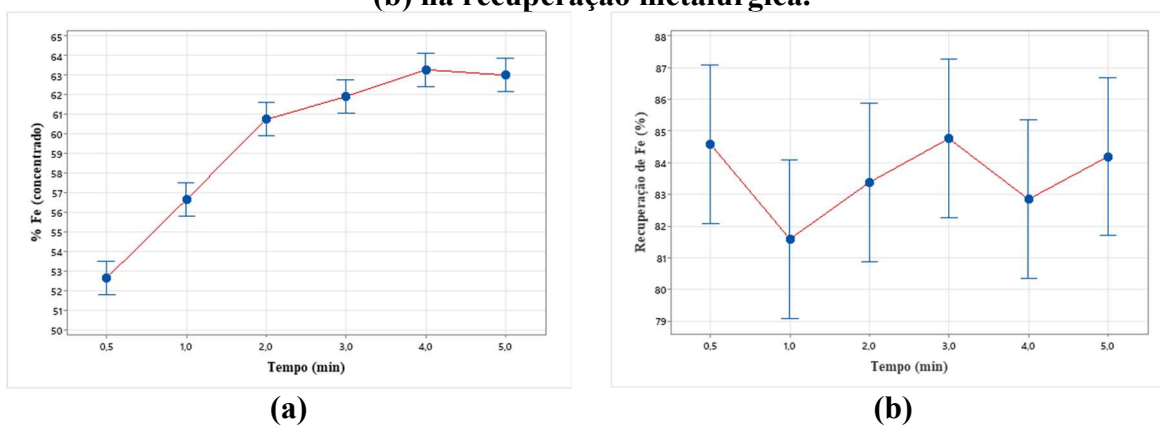 (b) na recuperação metalúrgica.
65
64
63
62
61
60
59
58
57
56
55
54
53
52
51
50
% Fe (concentrado)
0,5 1,0 2,0 3,0 4,0 5,0
Tempo (min)
(a)
88
87
86
85
84
83
82
81
80
79
Recuperação de Fe (%)
0,5 1,0 2,0 3,0 4,0 5,0
Tempo (min)
(b)